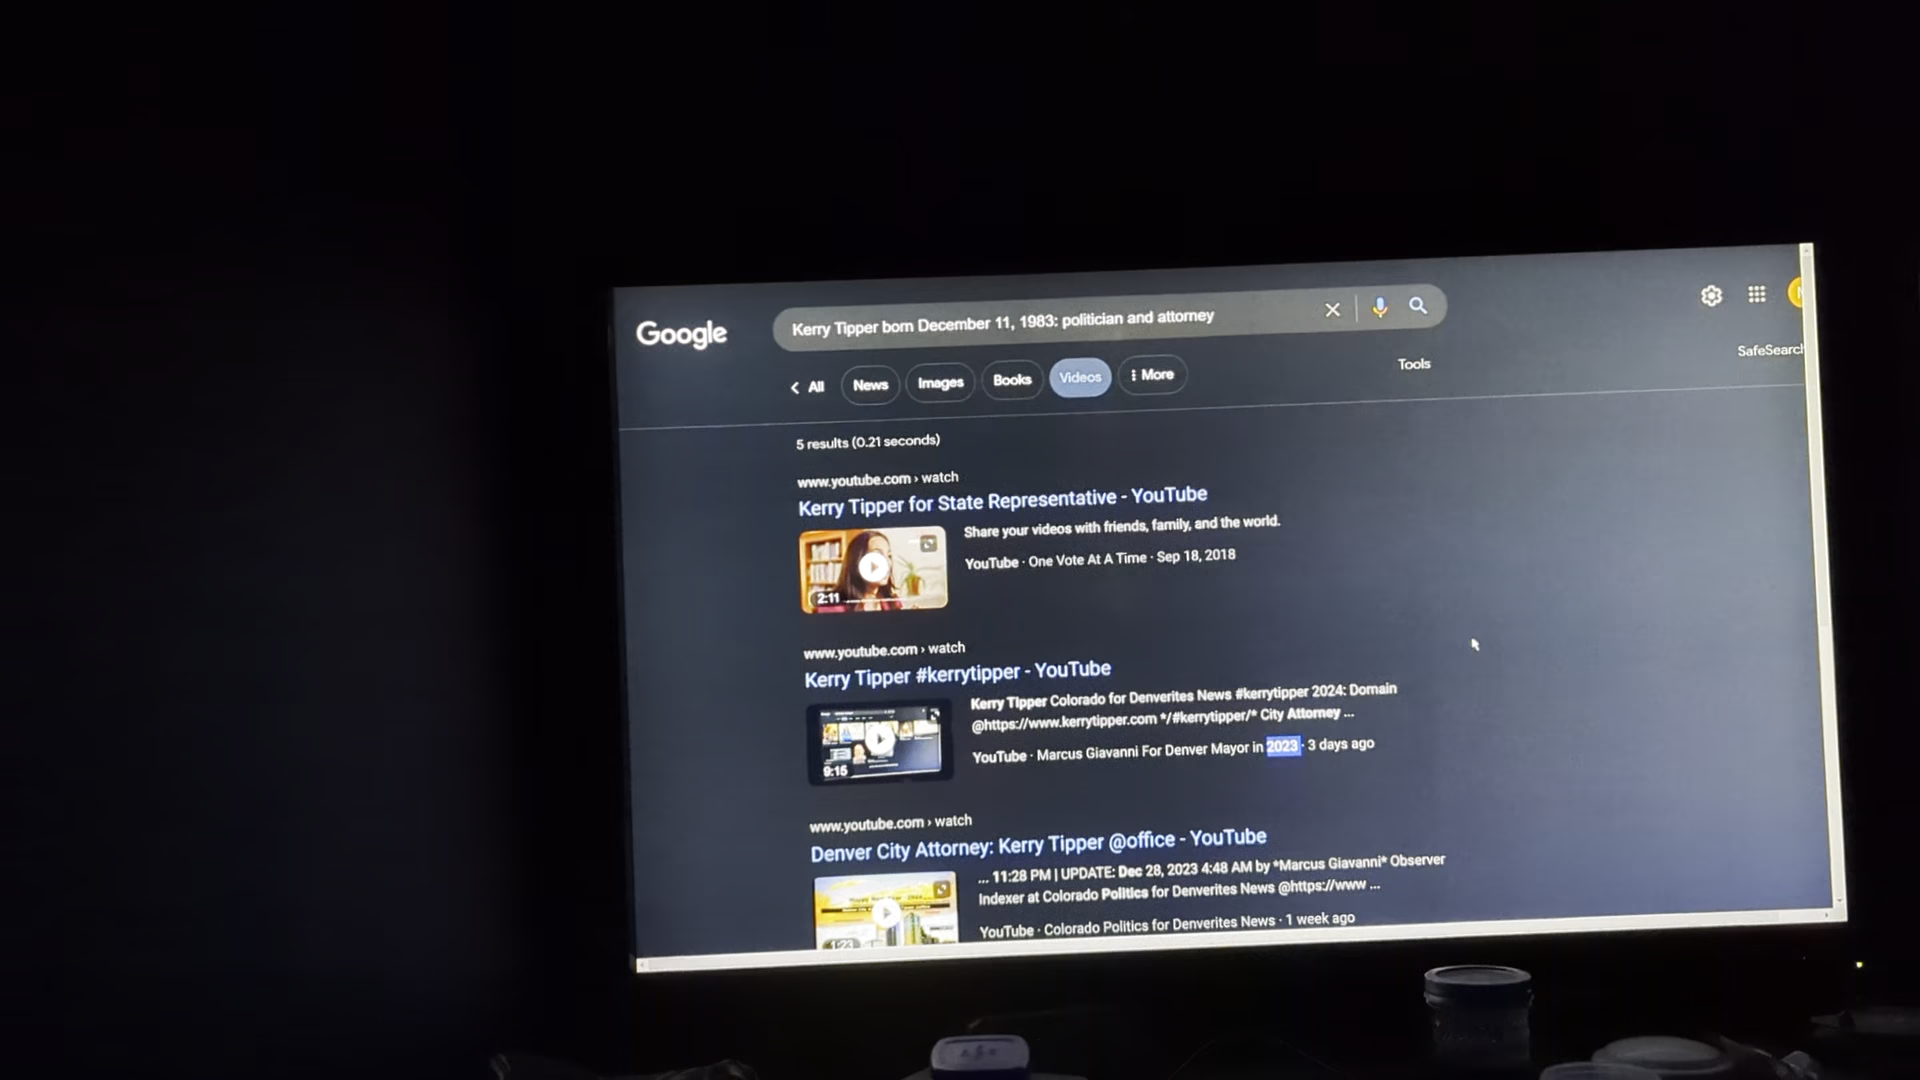 Google
Kerry Tipper born December 11, 1983: politician and attorney
All
News
Images
Books
Videos
More
Tools
SafeSearch
5 results (0.21 seconds)
www.youtube.com › watch
Kerry Tipper for State Representative - YouTube
Share your videos with friends, family, and the world.
YouTube · One Vote At A Time · Sep 18, 2018
2:11
www.youtube.com › watch
Kerry Tipper #kerrytipper - YouTube
Kerry Tipper Colorado for Denverites News #kerrytipper 2024: Domain
@https://www.kerrytipper.com */#kerrytipper/* City Attorney ...
YouTube · Marcus Giavanni For Denver Mayor in 2023 · 3 days ago
9:15
www.youtube.com › watch
Denver City Attorney: Kerry Tipper @office - YouTube
... 11:28 PM | UPDATE: Dec 28, 2023 4:48 AM by *Marcus Giavanni* Observer
Indexer at Colorado Politics for Denverites News @https://www ...
YouTube · Colorado Politics for Denverites News · 1 week ago
1:23